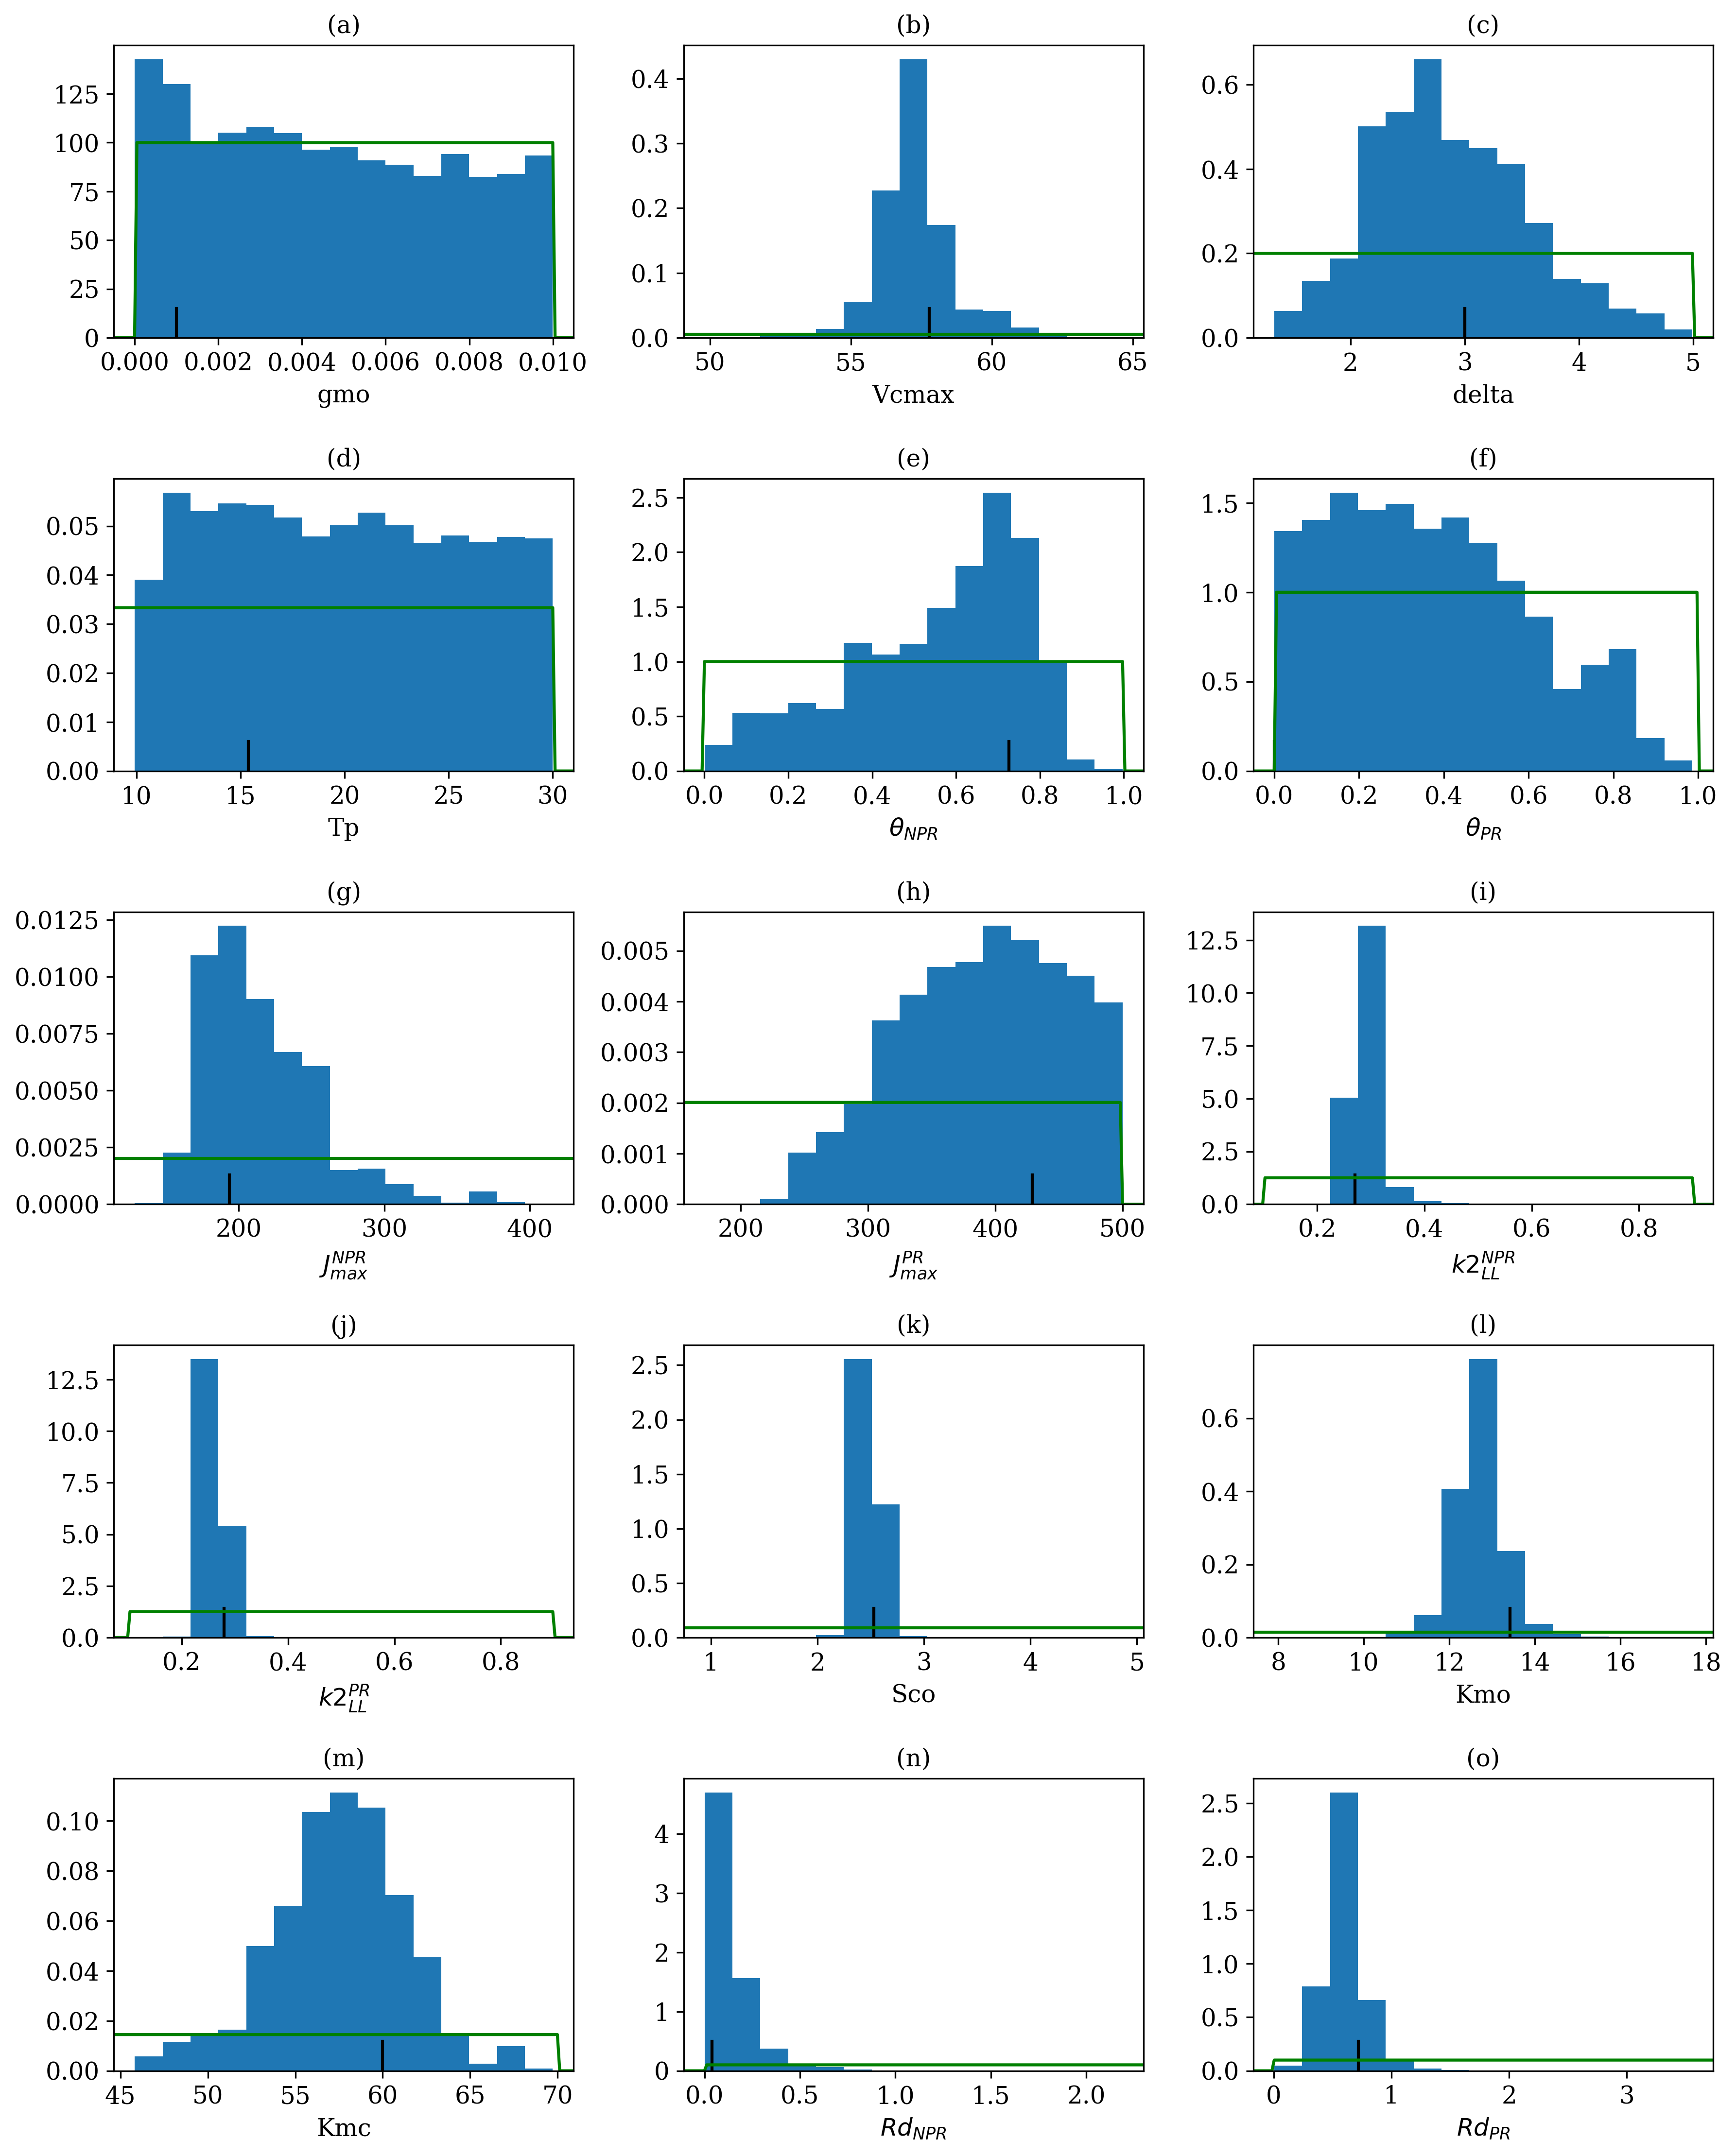 (a) (b) (c)
125 0.4 0.6
100 0.3 0.4
75 0.2 0.2
50 0.1 0.0
25 0.0
0
0.000 0.002 0.004 0.006 0.008 0.010 50 55 60 65 2 3 4 5
gmo Vcmax delta
(d) (e) (f)
0.05 2.5 1.5
0.04 2.0 1.0
0.03 1.5 0.5
0.02 1.0 0.0
0.01 0.5
0.00 0.0
10 15 20 25 30 0.0 0.2 0.4 0.6 0.8 1.0 0.0 0.2 0.4 0.6 0.8 1.0
Tp θ_{NPR} θ_{PR}
(g) (h) (i)
0.0125 0.005 12.5
0.0100 0.004 10.0
0.0075 0.003 7.5
0.0050 0.002 5.0
0.0025 0.001 2.5
0.0000 0.000 0.0
200 300 400 200 300 400 500 0.2 0.4 0.6 0.8
J_{max}^{NPR} J_{max}^{PR} k2_{LL}^{NPR}
(j) (k) (l)
12.5 2.5 0.6
10.0 2.0 0.4
7.5 1.5 0.2
5.0 1.0 0.0
2.5 0.5
0.0 0.0
0.2 0.4 0.6 0.8 1 2 3 4 5 8 10 12 14 16 18
k2_{LL}^{PR} Sco Kmo
(m) (n) (o)
0.10 4 2.5
0.08 3 2.0
0.06 2 1.5
0.04 1 1.0
0.02 0 0.5
0.00 0.0
45 50 55 60 65 70 0.0 0.5 1.0 1.5 2.0 0 1 2 3
Kmc Rd_{NPR} Rd_{PR}